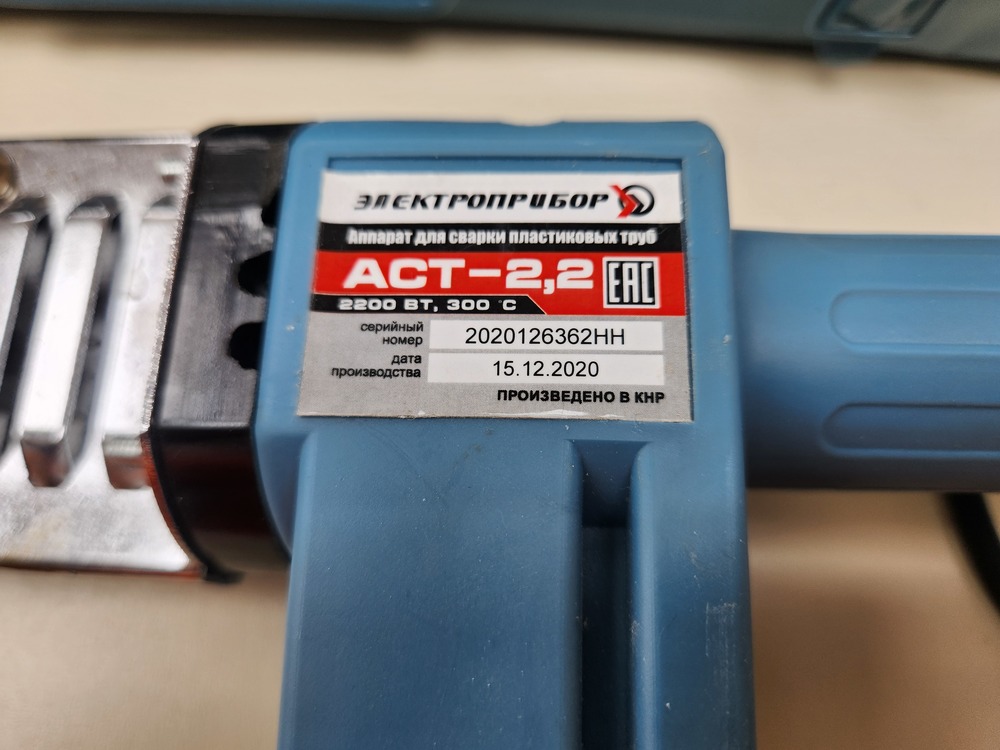 ЭЛЕКТРОПРИБОР
Аппарат для сварки пластиковых труб
АСТ-2,2 EAC
2200 ВТ, 300 °C
серийный номер 2020126362НН
дата производства 15.12.2020
ПРОИЗВЕДЕНО В КНР